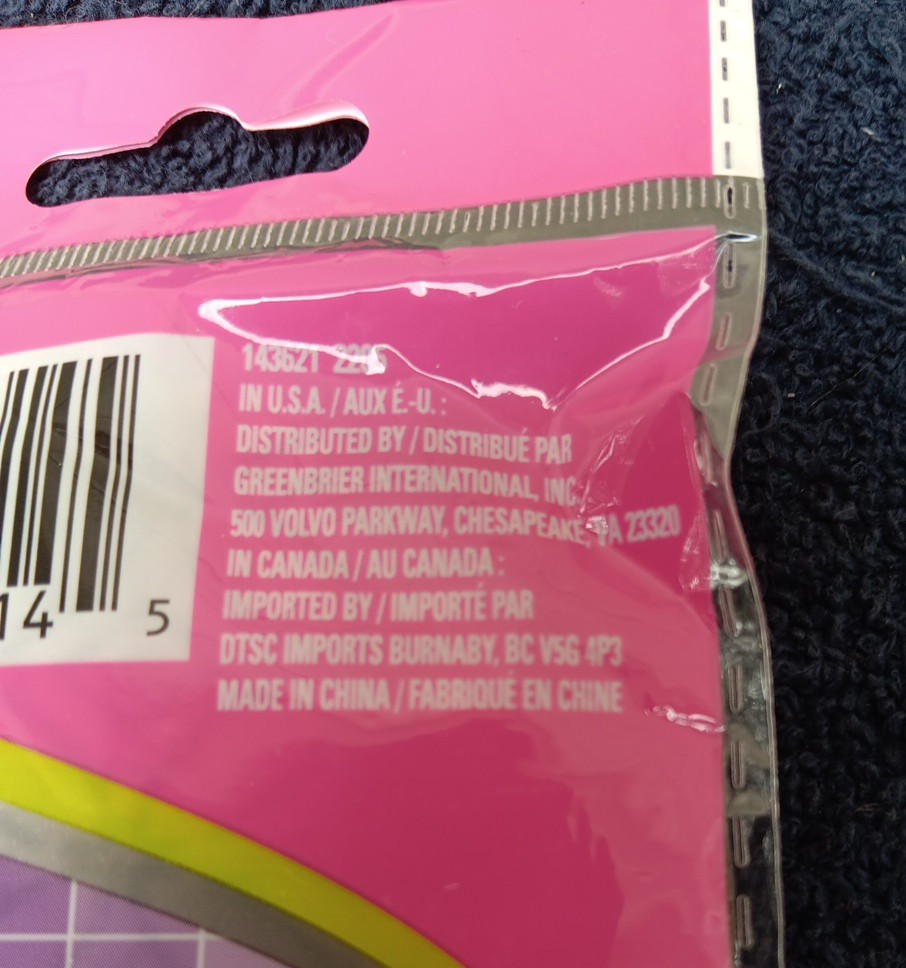 143621 2205
IN U.S.A. / AUX É.-U. :
DISTRIBUTED BY / DISTRIBUÉ PAR
GREENBRIER INTERNATIONAL, INC.
500 VOLVO PARKWAY, CHESAPEAKE, VA 23320
IN CANADA / AU CANADA :
IMPORTED BY / IMPORTÉ PAR
DTSC IMPORTS BURNABY, BC V5G 4P3
MADE IN CHINA / FABRIQUÉ EN CHINE
14 5